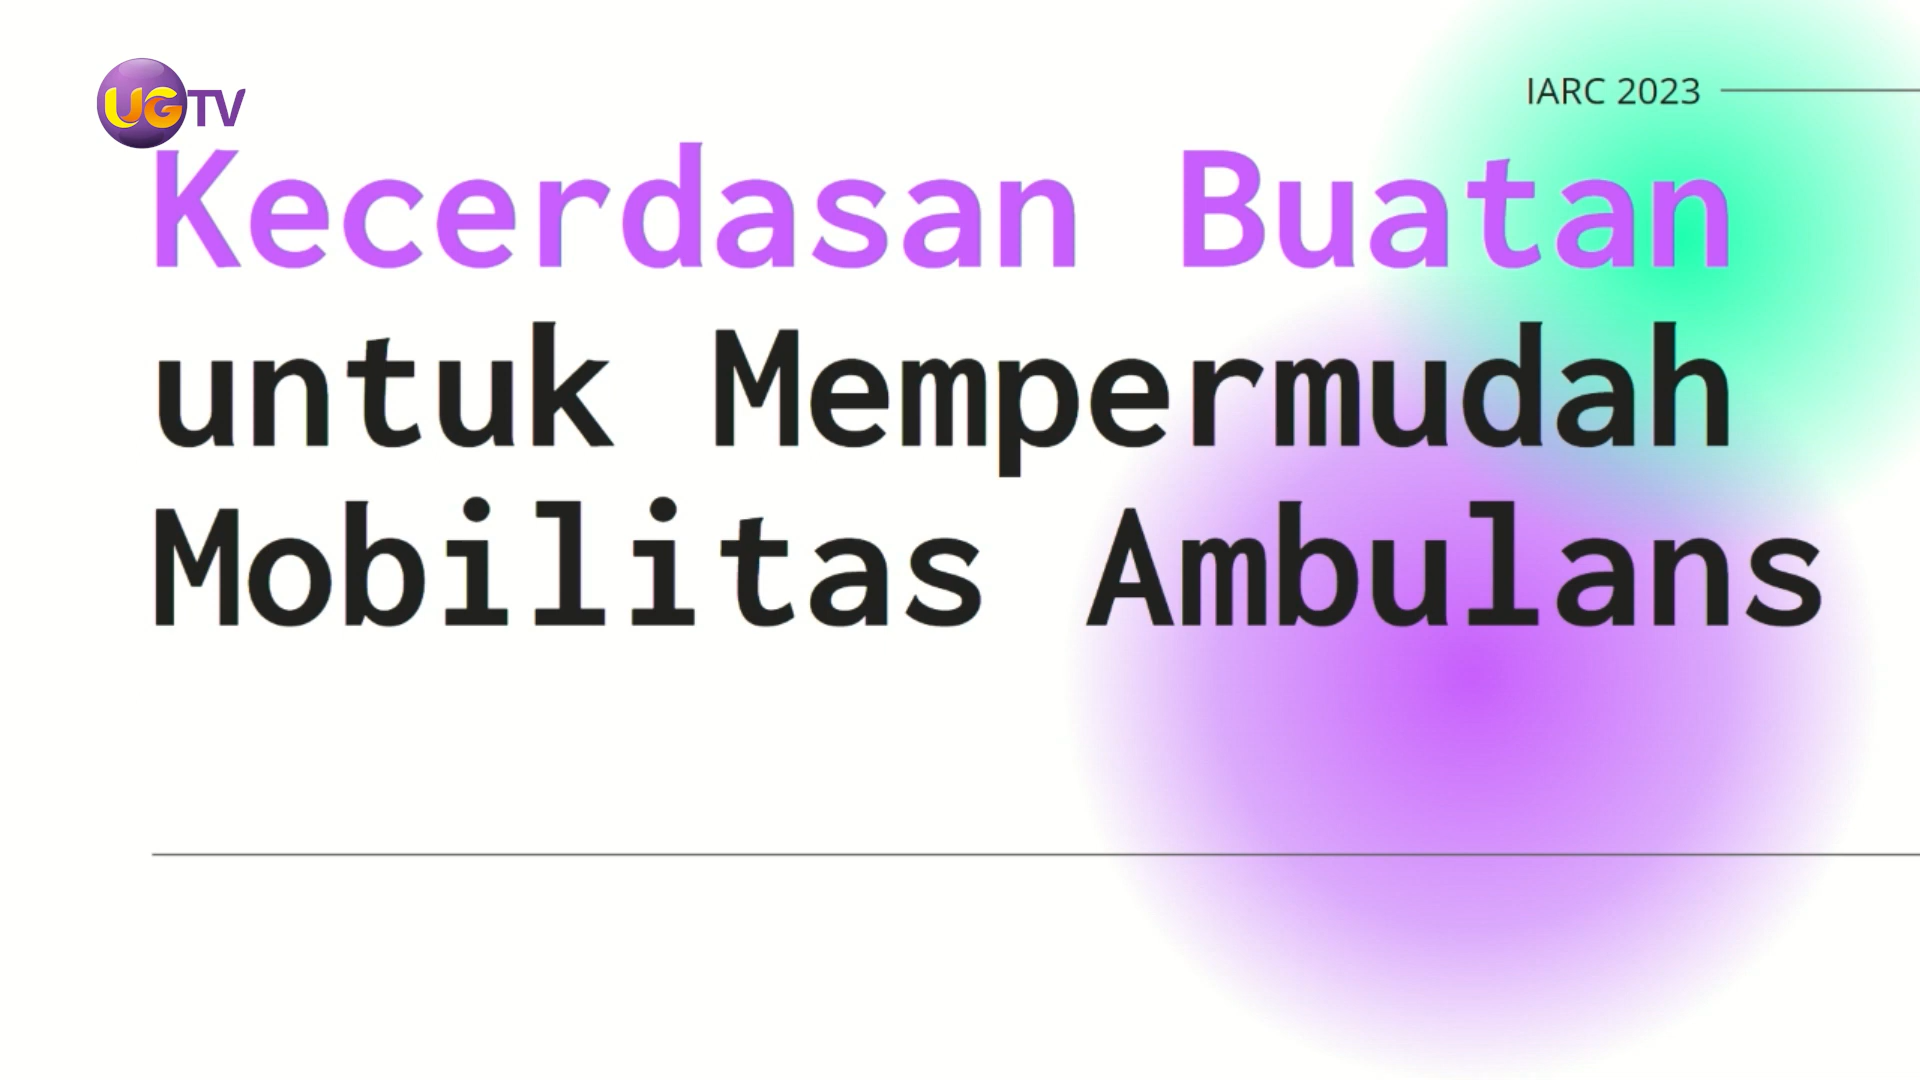 UGTV
IARC 2023
Kecerdasan Buatan
untuk Mempermudah
Mobilitas Ambulans